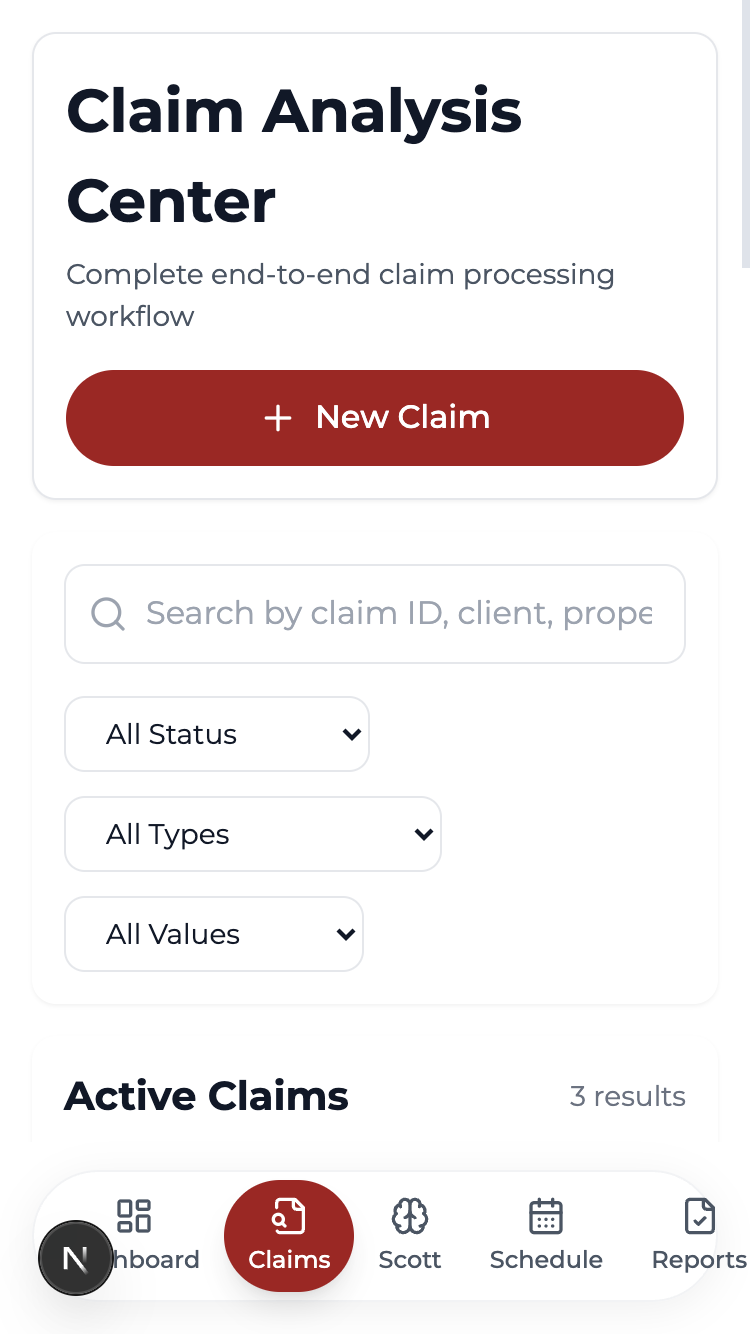 Claim Analysis
Center
Complete end-to-end claim processing
workflow
New Claim
Search by claim ID, client, prope
All Status
All Types
All Values
Active Claims
3 results
N
hboard
Claims
Scott
Schedule
Reports